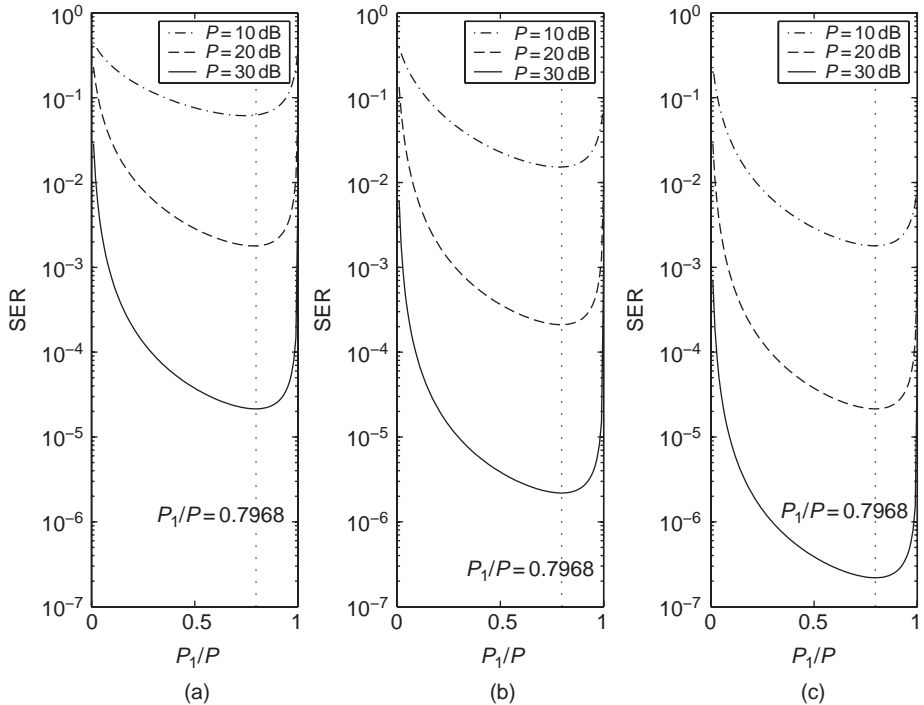 10^0
10^-1
10^-2
10^-3
10^-4
10^-5
10^-6
10^-7
SER
P = 10 dB
P = 20 dB
P = 30 dB
P₁/P = 0.7968
0
0.5
1
P₁/P
(a)
10^0
10^-1
10^-2
10^-3
10^-4
10^-5
10^-6
10^-7
SER
P = 10 dB
P = 20 dB
P = 30 dB
P₁/P = 0.7968
0
0.5
1
P₁/P
(b)
10^0
10^-1
10^-2
10^-3
10^-4
10^-5
10^-6
10^-7
SER
P = 10 dB
P = 20 dB
P = 30 dB
P₁/P = 0.7968
0
0.5
1
P₁/P
(c)